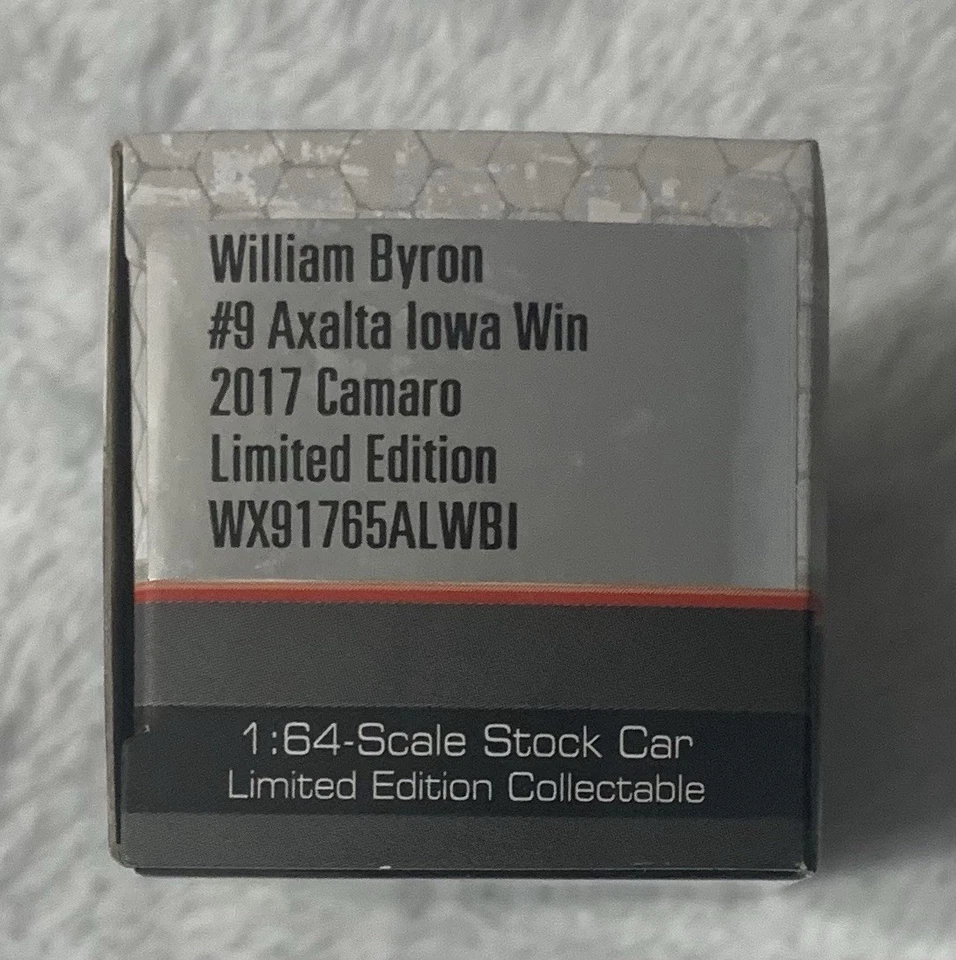 William Byron
#9 Axalta Iowa Win
2017 Camaro
Limited Edition
WX91765ALWBI
1:64-Scale Stock Car
Limited Edition Collectable